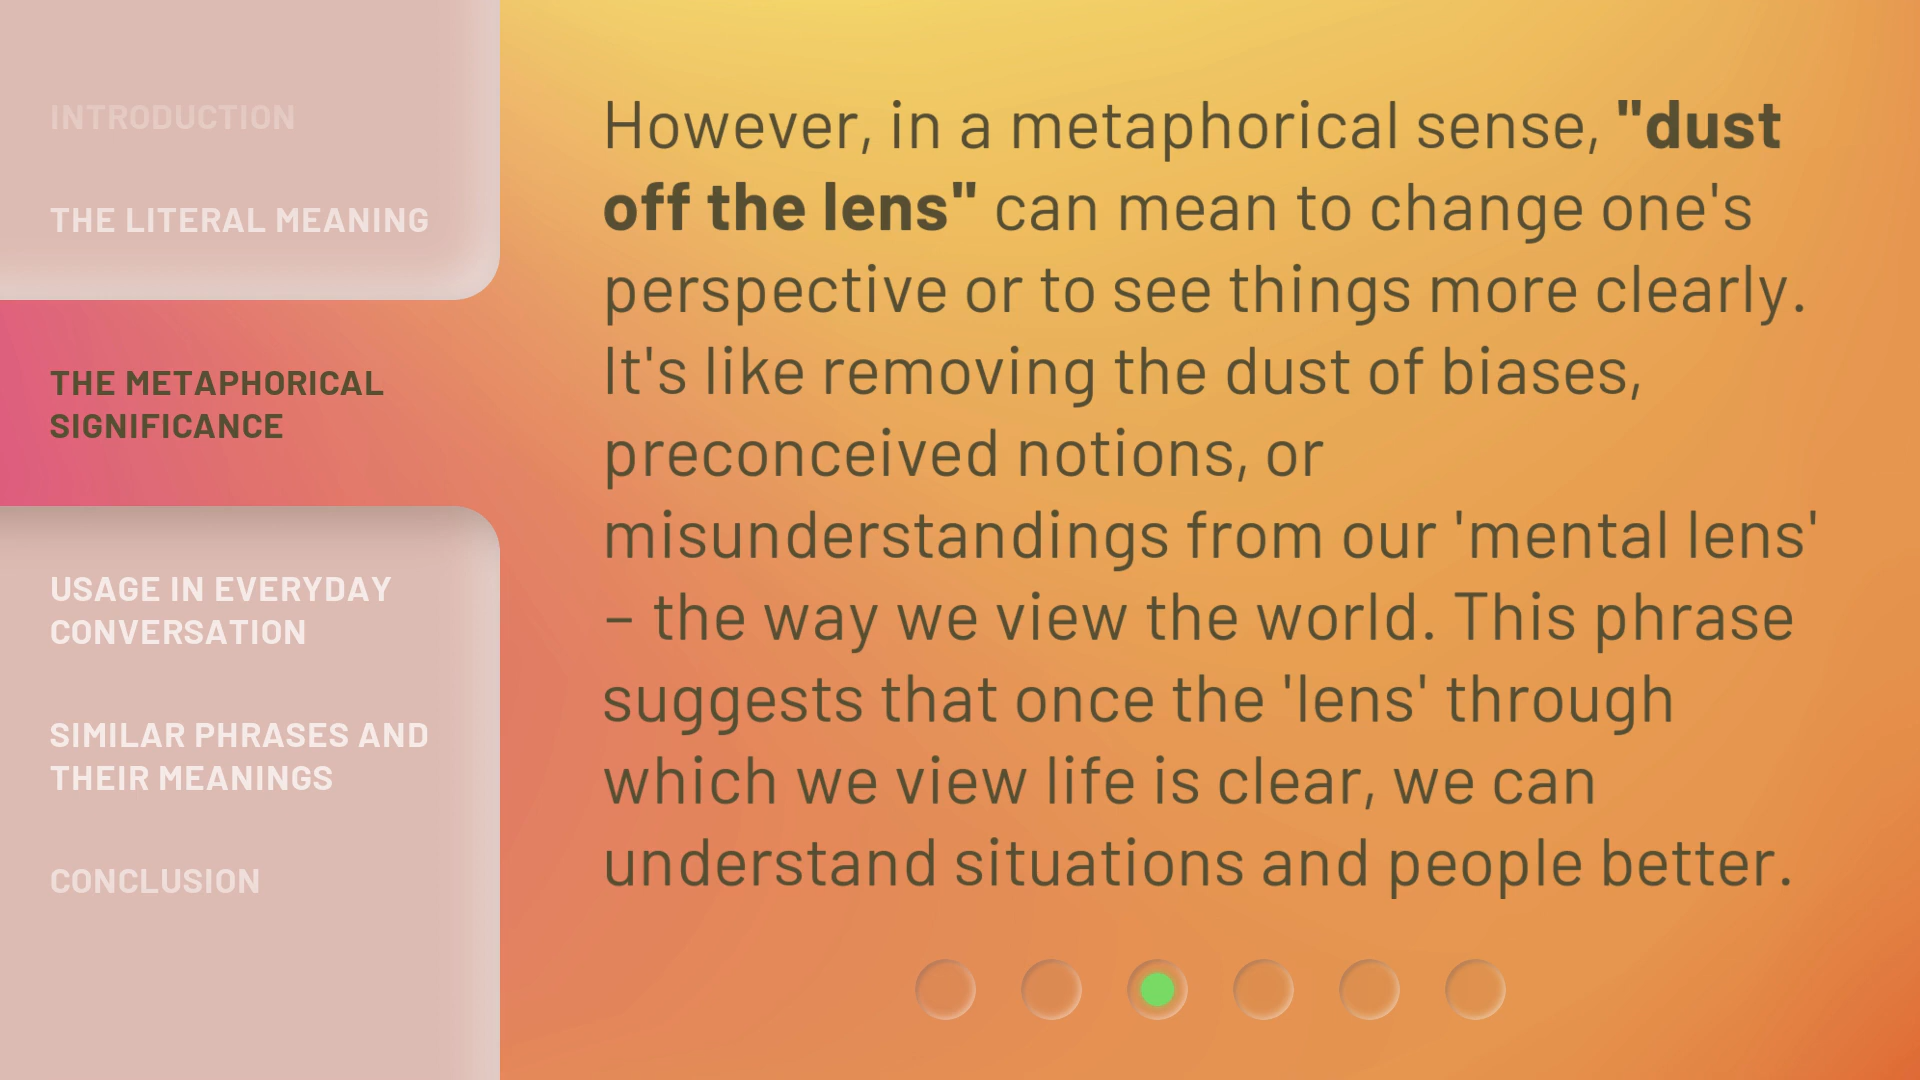 INTRODUCTION
THE LITERAL MEANING
THE METAPHORICAL
SIGNIFICANCE
USAGE IN EVERYDAY
CONVERSATION
SIMILAR PHRASES AND
THEIR MEANINGS
CONCLUSION
However, in a metaphorical sense, "dust
off the lens" can mean to change one's
perspective or to see things more clearly.
It's like removing the dust of biases,
preconceived notions, or
misunderstandings from our 'mental lens'
– the way we view the world. This phrase
suggests that once the 'lens' through
which we view life is clear, we can
understand situations and people better.